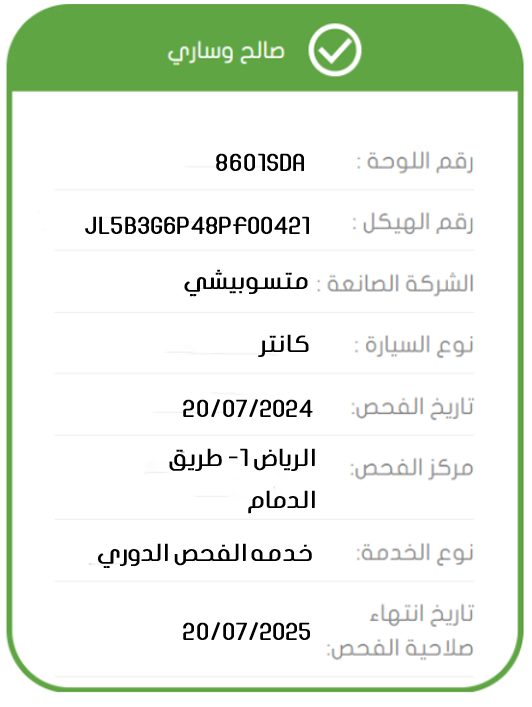 صالح وساري
رقم اللوحة : 8601SDA
رقم الهيكل : JL5B3G6P48Pf00421
الشركة الصانعة : متسوبيشي
نوع السيارة : كانتر
تاريخ الفحص: 20/07/2024
مركز الفحص: الرياض 1- طريق
الدمام
نوع الخدمة: خدمه الفحص الدوري
تاريخ انتهاء
صلاحية الفحص: 20/07/2025